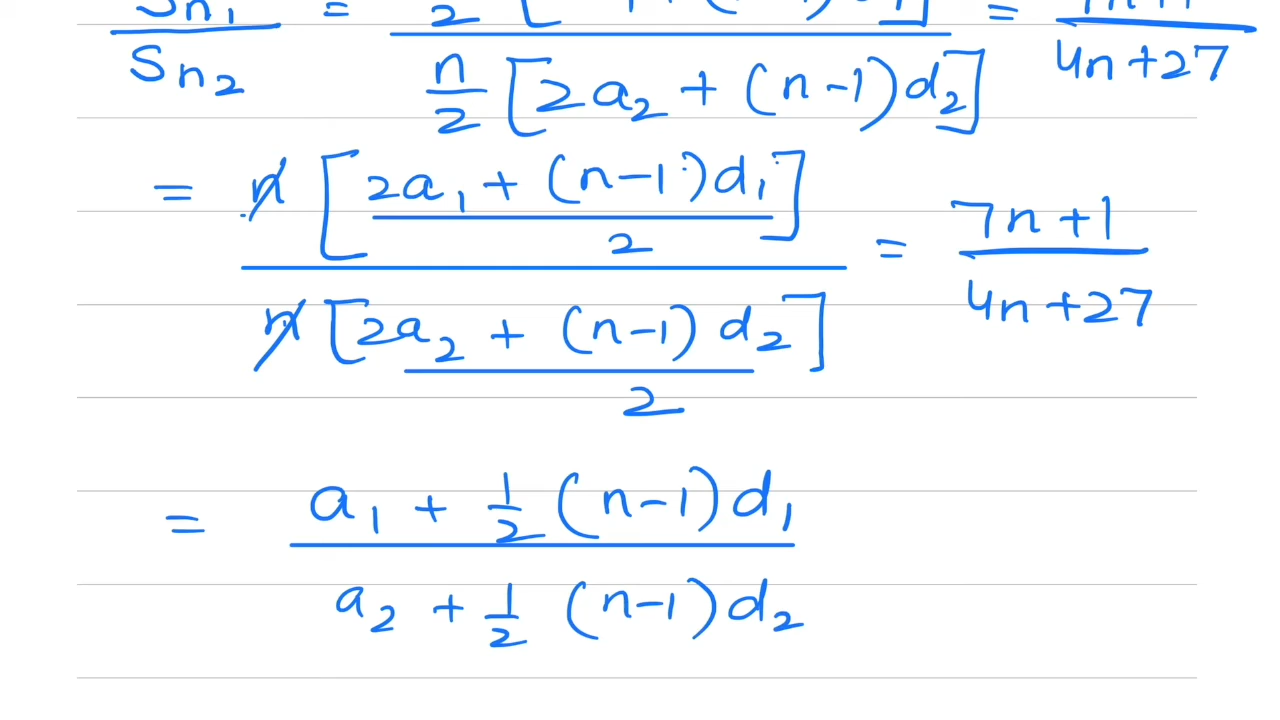 Sn₁ / Sn₂ = n/2 [2a₂ + (n-1)d₂] = 4n+27
= n [2a₁ + (n-1)d₁ / 2] / n [2a₂ + (n-1)d₂ / 2] = 7n+1 / 4n+27
= a₁ + 1/2 (n-1)d₁ / a₂ + 1/2 (n-1)d₂